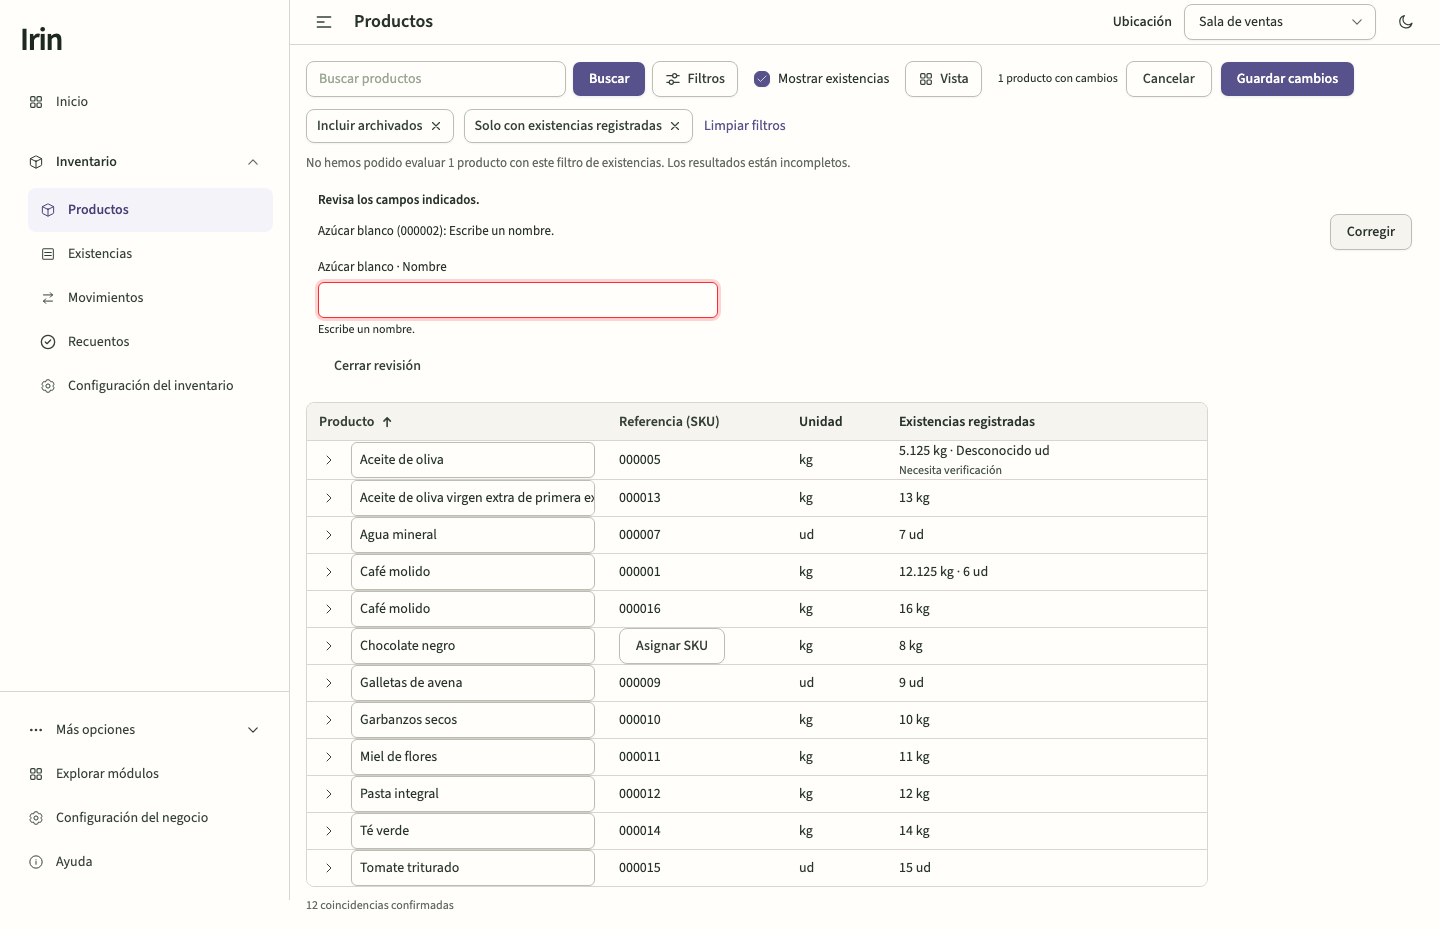 Irin
Inicio
Inventario
Productos
Existencias
Movimientos
Recuentos
Configuración del inventario
Más opciones
Explorar módulos
Configuración del negocio
Ayuda
Productos
Ubicación
Sala de ventas
Buscar productos
Buscar
Filtros
Mostrar existencias
Vista
1 producto con cambios
Cancelar
Guardar cambios
Incluir archivados
Solo con existencias registradas
Limpiar filtros
No hemos podido evaluar 1 producto con este filtro de existencias. Los resultados están incompletos.
Revisa los campos indicados.
Azúcar blanco (000002): Escribe un nombre.
Corregir
Azúcar blanco · Nombre
Escribe un nombre.
Cerrar revisión
Producto Referencia (SKU) Unidad Existencias registradas
Aceite de oliva 000005 kg 5.125 kg · Desconocido ud
Necesita verificación
Aceite de oliva virgen extra de primera ex 000013 kg 13 kg
Agua mineral 000007 ud 7 ud
Café molido 000001 kg 12.125 kg · 6 ud
Café molido 000016 kg 16 kg
Chocolate negro Asignar SKU kg 8 kg
Galletas de avena 000009 ud 9 ud
Garbanzos secos 000010 kg 10 kg
Miel de flores 000011 kg 11 kg
Pasta integral 000012 kg 12 kg
Té verde 000014 kg 14 kg
Tomate triturado 000015 ud 15 ud
12 coincidencias confirmadas